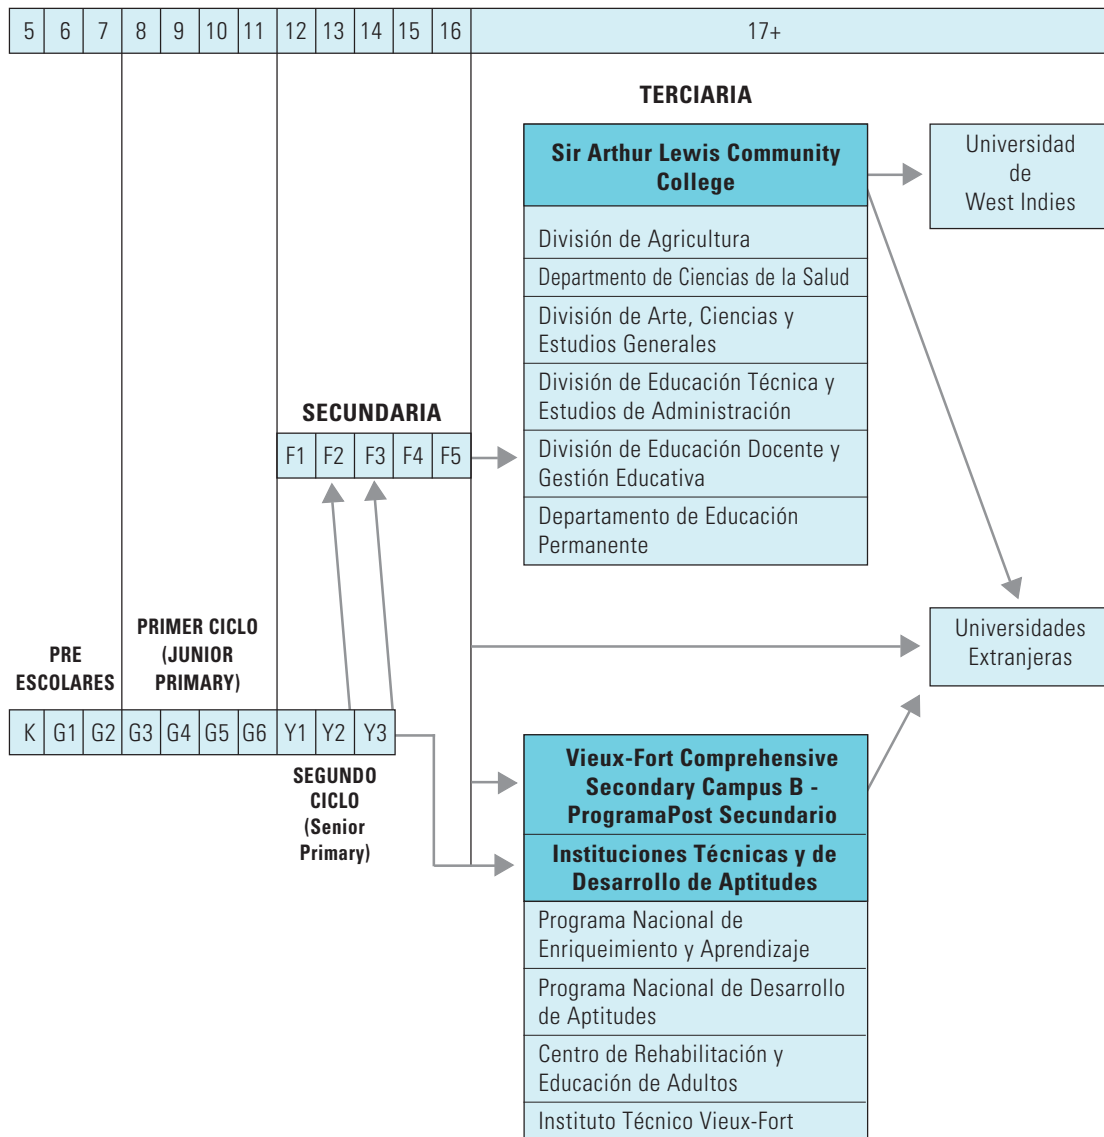 5 6 7 8 9 10 11 12 13 14 15 16 17+
TERCIARIA
Sir Arthur Lewis Community
College
División de Agricultura
Departmento de Ciencias de la Salud
División de Arte, Ciencias y
Estudios Generales
División de Educación Técnica y
Estudios de Administración
División de Educación Docente y
Gestión Educativa
Departamento de Educación
Permanente
Universidad
de
West Indies
SECUNDARIA
F1 F2 F3 F4 F5
Universidades
Extranjeras
PRE
ESCOLARES
PRIMER CICLO
(JUNIOR
PRIMARY)
K G1 G2 G3 G4 G5 G6 Y1 Y2 Y3
SEGUNDO
CICLO
(Senior
Primary)
Vieux-Fort Comprehensive
Secondary Campus B -
ProgramaPost Secundario
Instituciones Técnicas y de
Desarrollo de Aptitudes
Programa Nacional de
Enriqueimiento y Aprendizaje
Programa Nacional de Desarrollo
de Aptitudes
Centro de Rehabilitación y
Educación de Adultos
Instituto Técnico Vieux-Fort